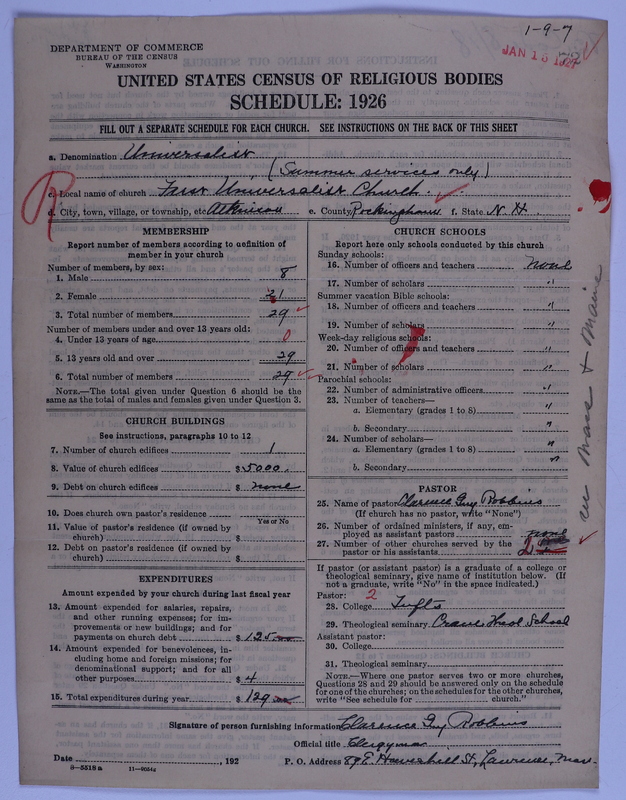 1-9-7
DEPARTMENT OF COMMERCE
BUREAU OF THE CENSUS
WASHINGTON
JAN 15 1927
UNITED STATES CENSUS OF RELIGIOUS BODIES
SCHEDULE: 1926
FILL OUT A SEPARATE SCHEDULE FOR EACH CHURCH. SEE INSTRUCTIONS ON THE BACK OF THIS SHEET
a. Denomination Universalist
(Summer services only)
c. Local name of church First Universalist Church.
d. City, town, village, or township, etc. Atkinson e. County Rockingham f. State N. H.
R
MEMBERSHIP
Report number of members according to definition of
member in your church
Number of members, by sex:
1. Male 8
2. Female 21
3. Total number of members 29
Number of members under and over 13 years old:
4. Under 13 years of age 0
5. 13 years old and over 29
6. Total number of members 29
NOTE.—The total given under Question 6 should be the
same as the total of males and females given under Question 3.
CHURCH BUILDINGS
See instructions, paragraphs 10 to 12
7. Number of church edifices 1
8. Value of church edifices $5000.
9. Debt on church edifices $ none
10. Does church own pastor's residence?
Yes or No
11. Value of pastor's residence (if owned by
church) $
12. Debt on pastor's residence (if owned by
church) $
EXPENDITURES
Amount expended by your church during last fiscal year
13. Amount expended for salaries, repairs,
and other running expenses; for im-
provements or new buildings; and for
payments on church debt $125.00
14. Amount expended for benevolences, in-
cluding home and foreign missions; for
denominational support; and for all
other purposes $4
15. Total expenditures during year $129.00
CHURCH SCHOOLS
Report here only schools conducted by this church
Sunday schools:
16. Number of officers and teachers none
17. Number of scholars "
Summer vacation Bible schools:
18. Number of officers and teachers "
19. Number of scholars "
Week-day religious schools:
20. Number of officers and teachers "
21. Number of scholars "
Parochial schools:
22. Number of administrative officers "
23. Number of teachers—
a. Elementary (grades 1 to 8) "
b. Secondary "
24. Number of scholars—
a. Elementary (grades 1 to 8) "
b. Secondary "
PASTOR
25. Name of pastor Clarence Guy Robbins
(If church has no pastor, write "None")
26. Number of ordained ministers, if any, em-
ployed as assistant pastors none
27. Number of other churches served by the
pastor or his assistants 2
in Mass & Maine
If pastor (or assistant pastor) is a graduate of a college or
theological seminary, give name of institution below. (If
not a graduate, write "No" in the space indicated.)
Pastor: 2
28. College Tufts
29. Theological seminary Crane Theol School
Assistant pastor:
30. College
31. Theological seminary
NOTE.—Where one pastor serves two or more churches,
Questions 28 and 29 should be answered only on the schedule
for one of the churches; on the schedules for the other churches,
write "See schedule for church."
Signature of person furnishing information Clarence Guy Robbins
Official title Clergyman
Date , 192 P. O. Address 89 E. Haverhill St, Lawrence, Mass.
8—5518a 11—9054